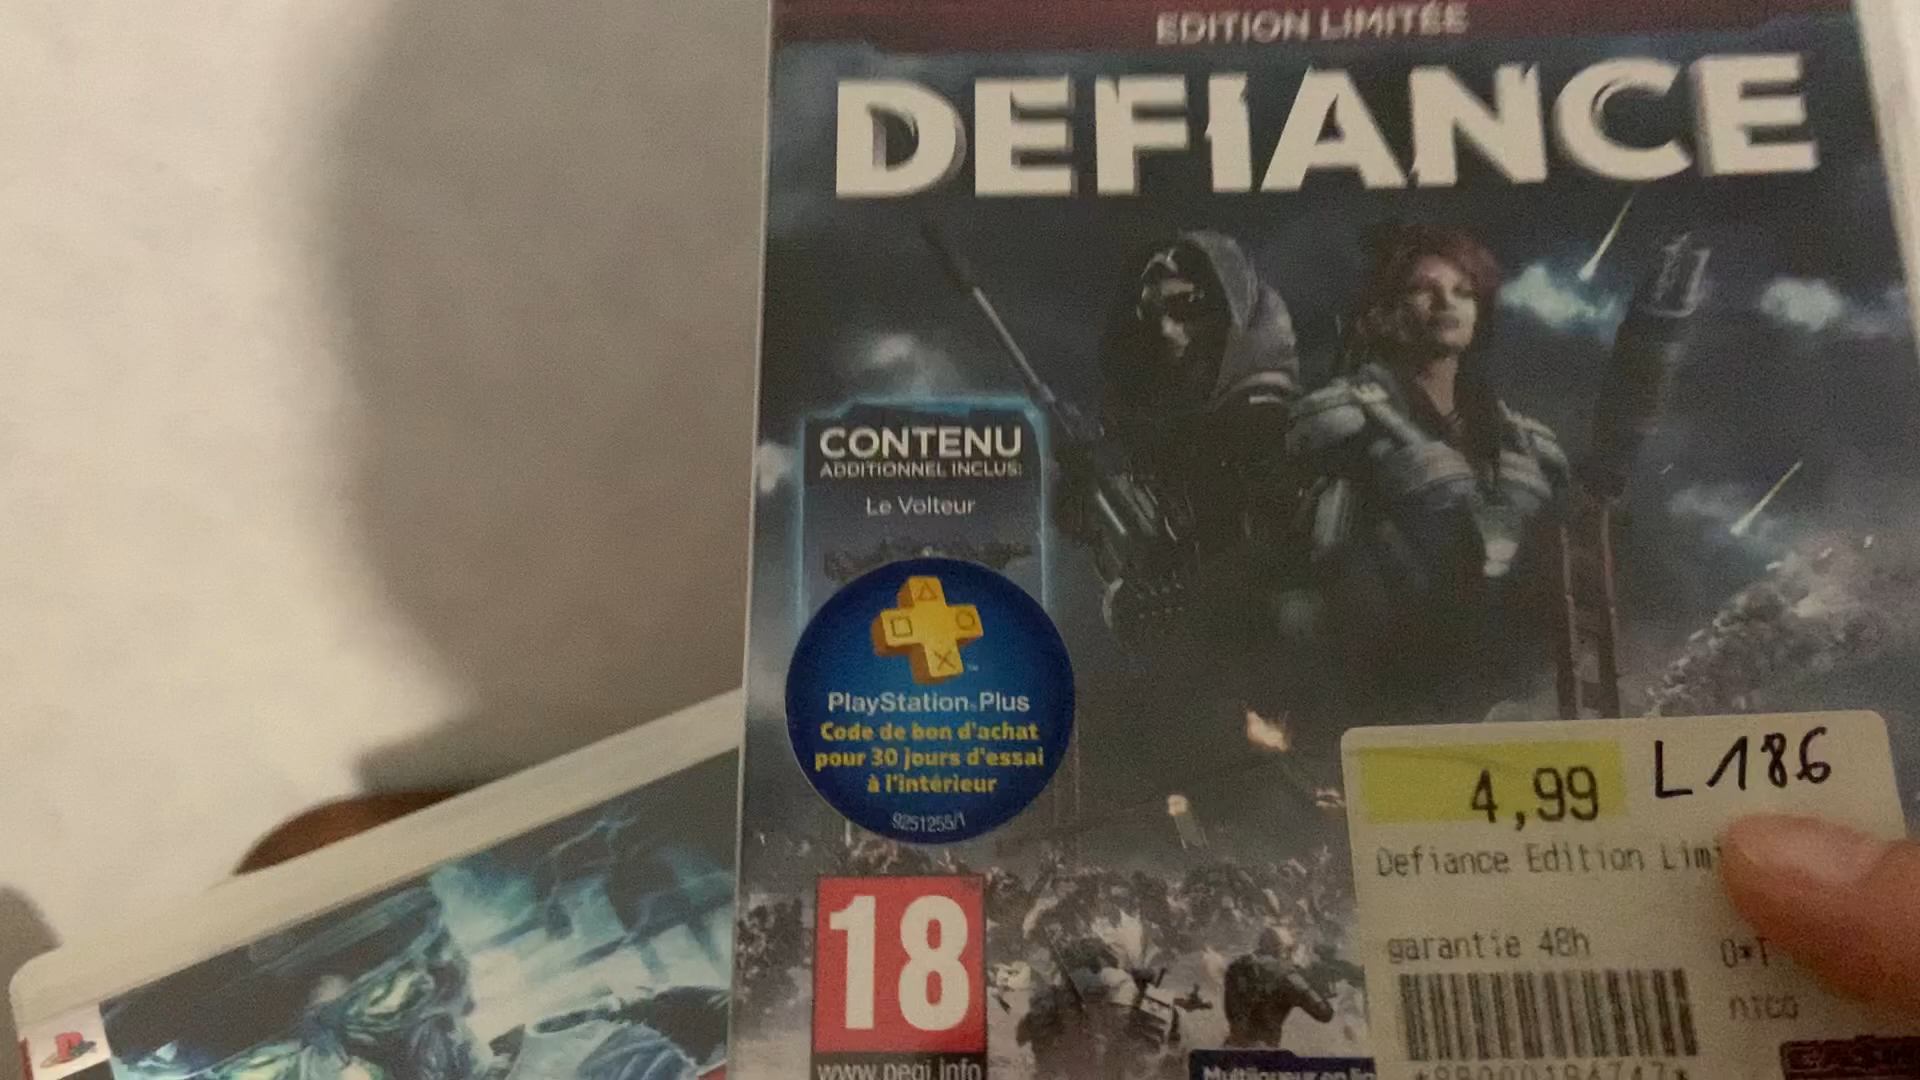 EDITION LIMITÉE
DEFIANCE
CONTENU
ADDITIONNEL INCLUS:
Le Volteur
PlayStation Plus
Code de bon d'achat
pour 30 jours d'essai
à l'intérieur
9251255/1
18
www.pegi.info
4,99 L 186
Defiance Edition Lim
garantie 48h
nico